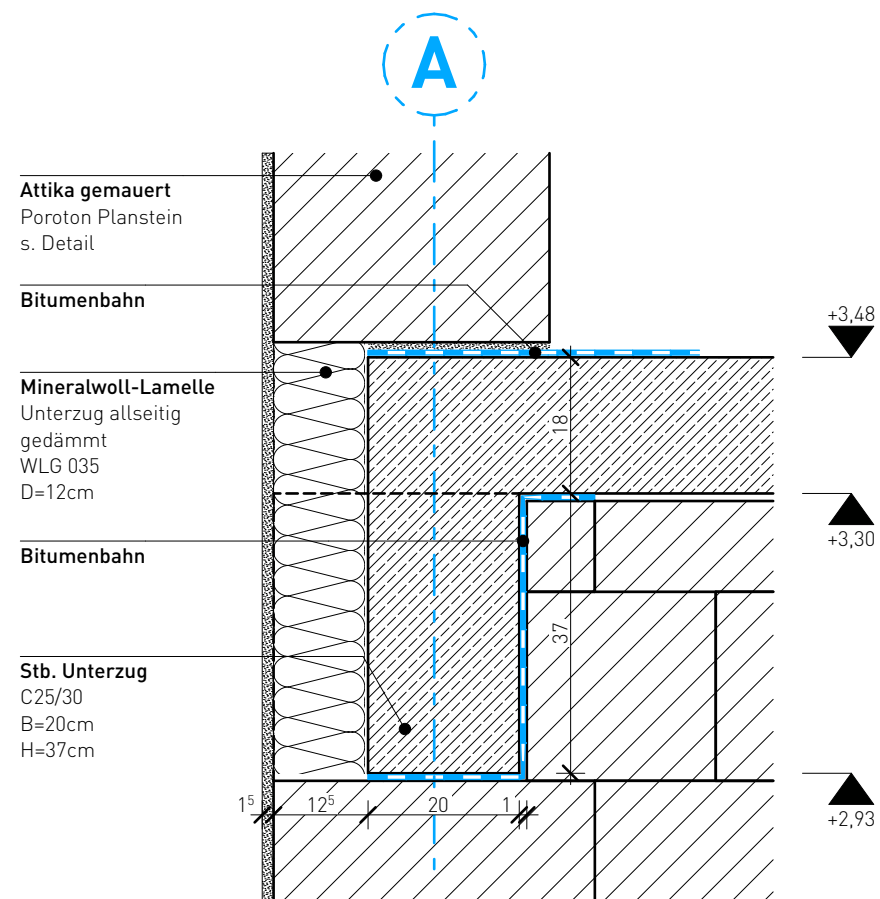 A
Attika gemauert
Poroton Planstein
s. Detail
Bitumenbahn
+3,48
Mineralwoll-Lamelle
Unterzug allseitig
gedämmt
WLG 035
D=12cm
18
+3,30
Bitumenbahn
37
Stb. Unterzug
C25/30
B=20cm
H=37cm
1⁵ 12⁵ 20 1
+2,93